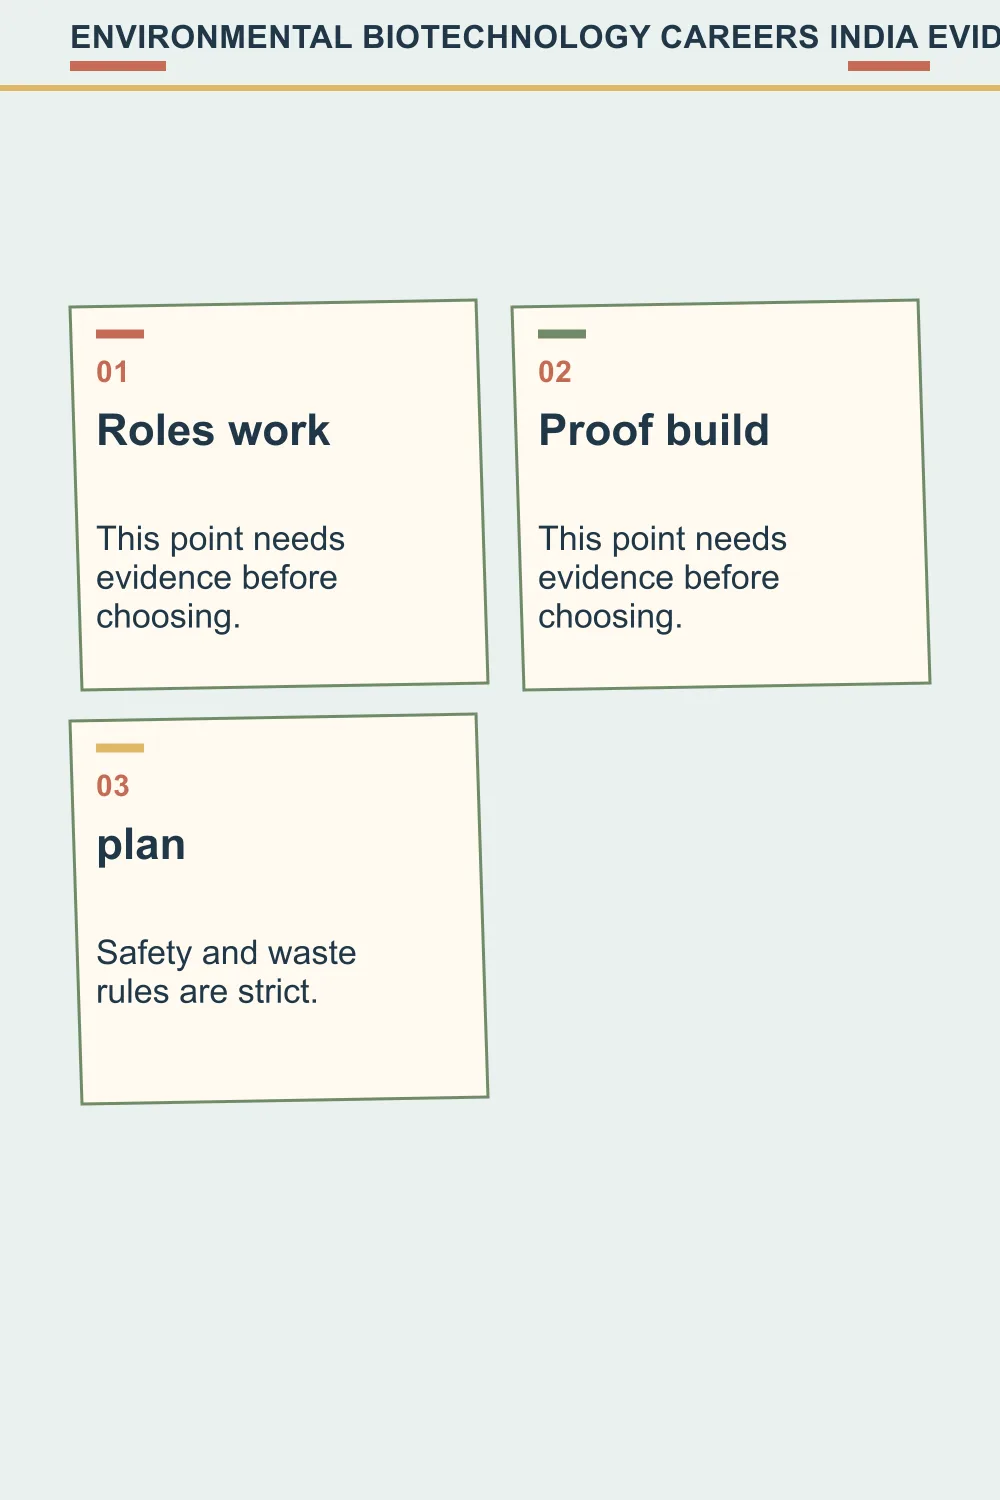 ENVIRONMENTAL BIOTECHNOLOGY CAREERS INDIA EVID
01
Roles work
This point needs
evidence before
choosing.
02
Proof build
This point needs
evidence before
choosing.
03
plan
Safety and waste
rules are strict.